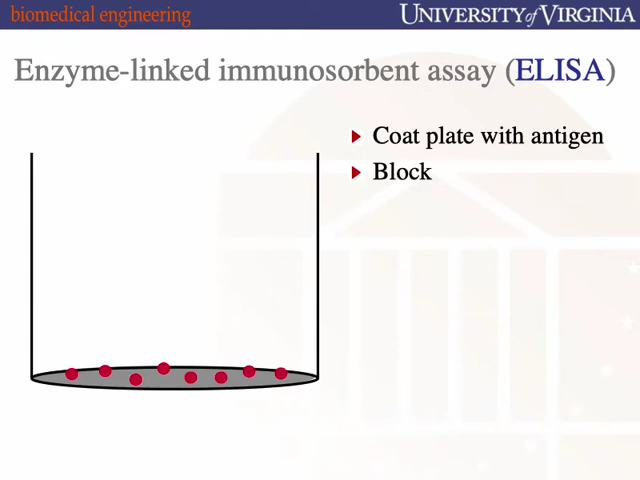 biomedical engineering
UNIVERSITY of VIRGINIA
Enzyme-linked immunosorbent assay (ELISA)
Coat plate with antigen
Block